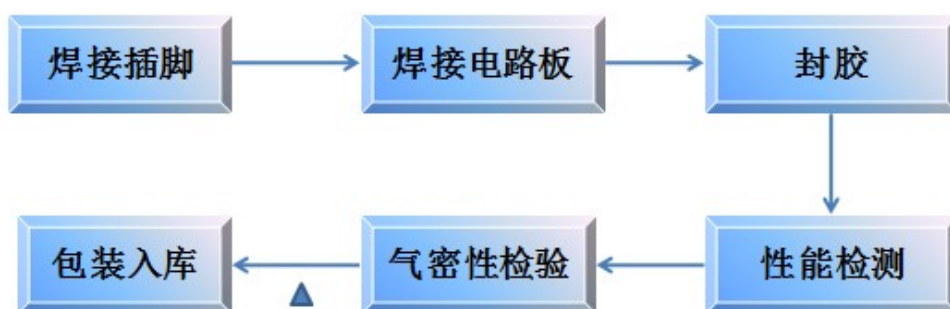 焊接插脚
焊接电路板
封胶
性能检测
气密性检验
包装入库